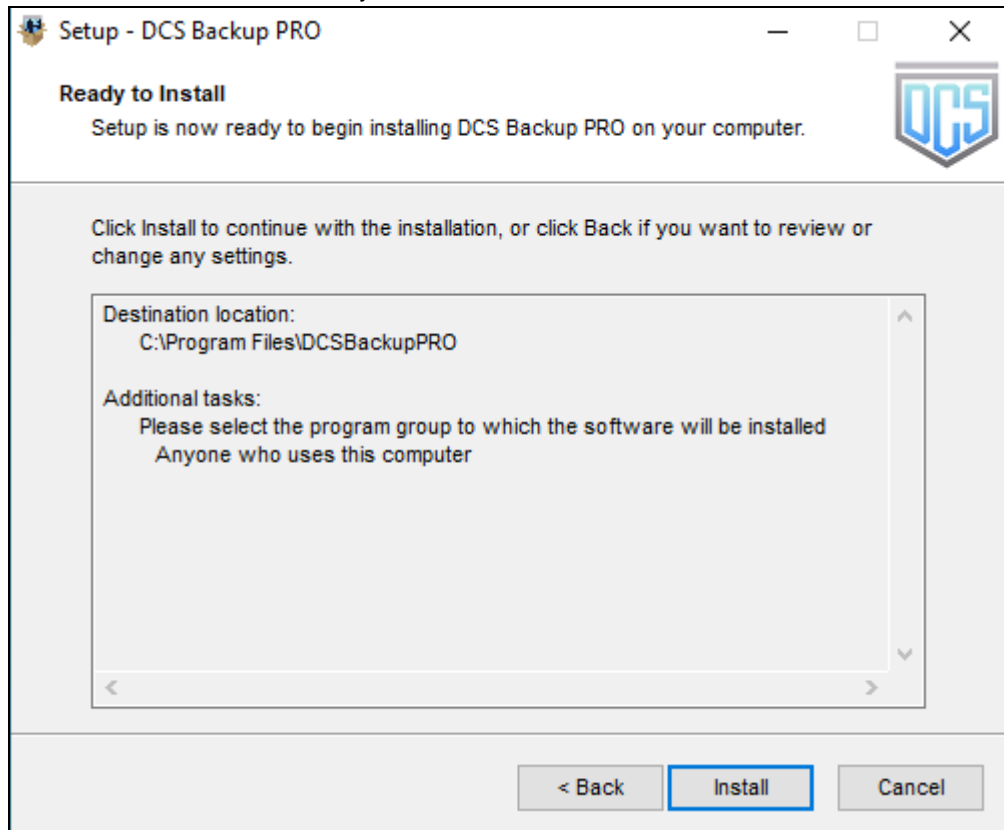 Setup - DCS Backup PRO
Ready to Install
Setup is now ready to begin installing DCS Backup PRO on your computer.
DCS
Click Install to continue with the installation, or click Back if you want to review or
change any settings.
Destination location:
C:\Program Files\DCSBackupPRO
Additional tasks:
Please select the program group to which the software will be installed
Anyone who uses this computer
< Back
Install
Cancel